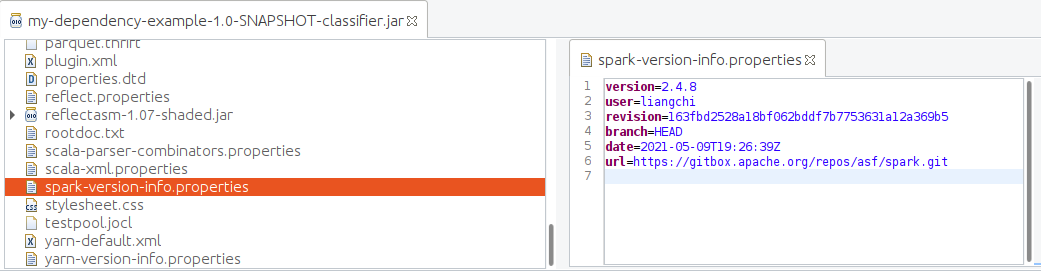 my-dependency-example-1.0-SNAPSHOT-classifier.jar
parquet.thrift
plugin.xml
properties.dtd
reflect.properties
reflectasm-1.07-shaded.jar
rootdoc.txt
scala-parser-combinators.properties
scala-xml.properties
spark-version-info.properties
stylesheet.css
testpool.jocl
yarn-default.xml
yarn-version-info.properties
spark-version-info.properties
1 version=2.4.8
2 user=liangchi
3 revision=163fbd2528a18bf062bddf7b7753631a12a369b5
4 branch=HEAD
5 date=2021-05-09T19:26:39Z
6 url=https://gitbox.apache.org/repos/asf/spark.git
7